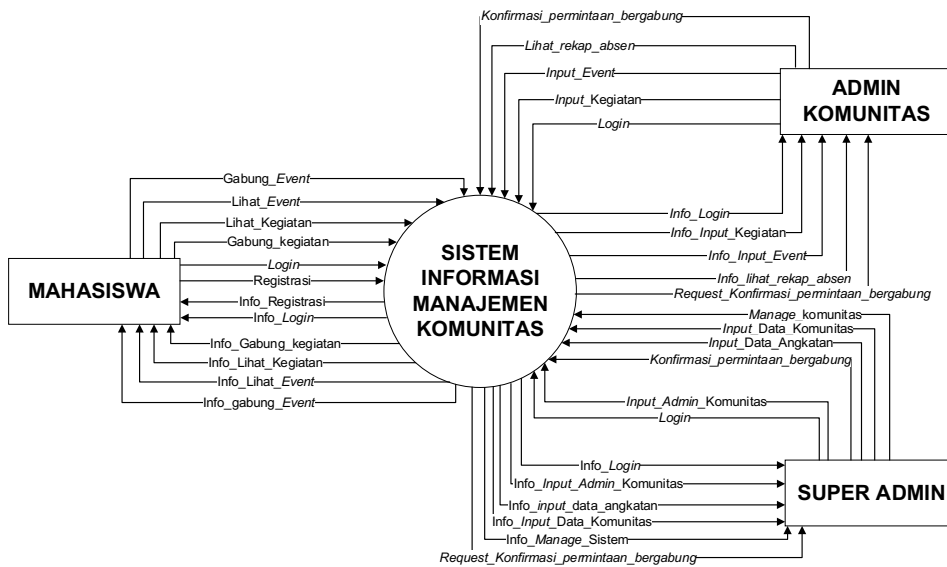 Konfirmasi_permintaan_bergabung
Lihat_rekap_absen
Input_Event
Input_Kegiatan
Login
ADMIN
KOMUNITAS
Gabung_Event
Lihat_Event
Lihat_Kegiatan
Gabung_kegiatan
Login
Registrasi
MAHASISWA
Info_Registrasi
Info_Login
Info_Gabung_kegiatan
Info_Lihat_Kegiatan
Info_Lihat_Event
Info_gabung_Event
SISTEM
INFORMASI
MANAJEMEN
KOMUNITAS
Info_Login
Info_Input_Kegiatan
Info_Input_Event
Info_lihat_rekap_absen
Request_Konfirmasi_permintaan_bergabung
Manage_komunitas
Input_Data_Komunitas
Input_Data_Angkatan
Konfirmasi_permintaan_bergabung
Input_Admin_Komunitas
Login
SUPER ADMIN
Info_Login
Info_Input_Admin_Komunitas
Info_input_data_angkatan
Info_Input_Data_Komunitas
Info_Manage_Sistem
Request_Konfirmasi_permintaan_bergabung